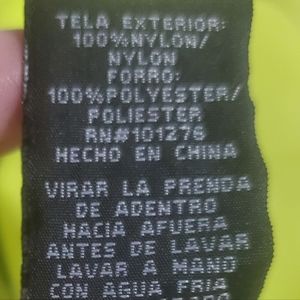 TELA EXTERIOR:
100%NYLON/
NYLON
FORRO:
100%POLYESTER/
POLIESTER
RN#101276
HECHO EN CHINA
VIRAR LA PRENDA
DE ADENTRO
HACIA AFUERA
ANTES DE LAVAR
LAVAR A MANO
CON AGUA FRIA